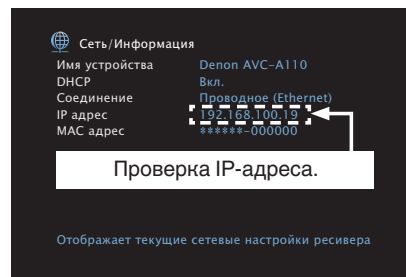 Сеть/Информация
Имя устройства Denon AVC-A110
DHCP Вкл.
Соединение Проводное (Ethernet)
IP адрес 192.168.100.19
MAC адрес ******-000000
Проверка IP-адреса.
Отображает текущие сетевые настройки ресивера